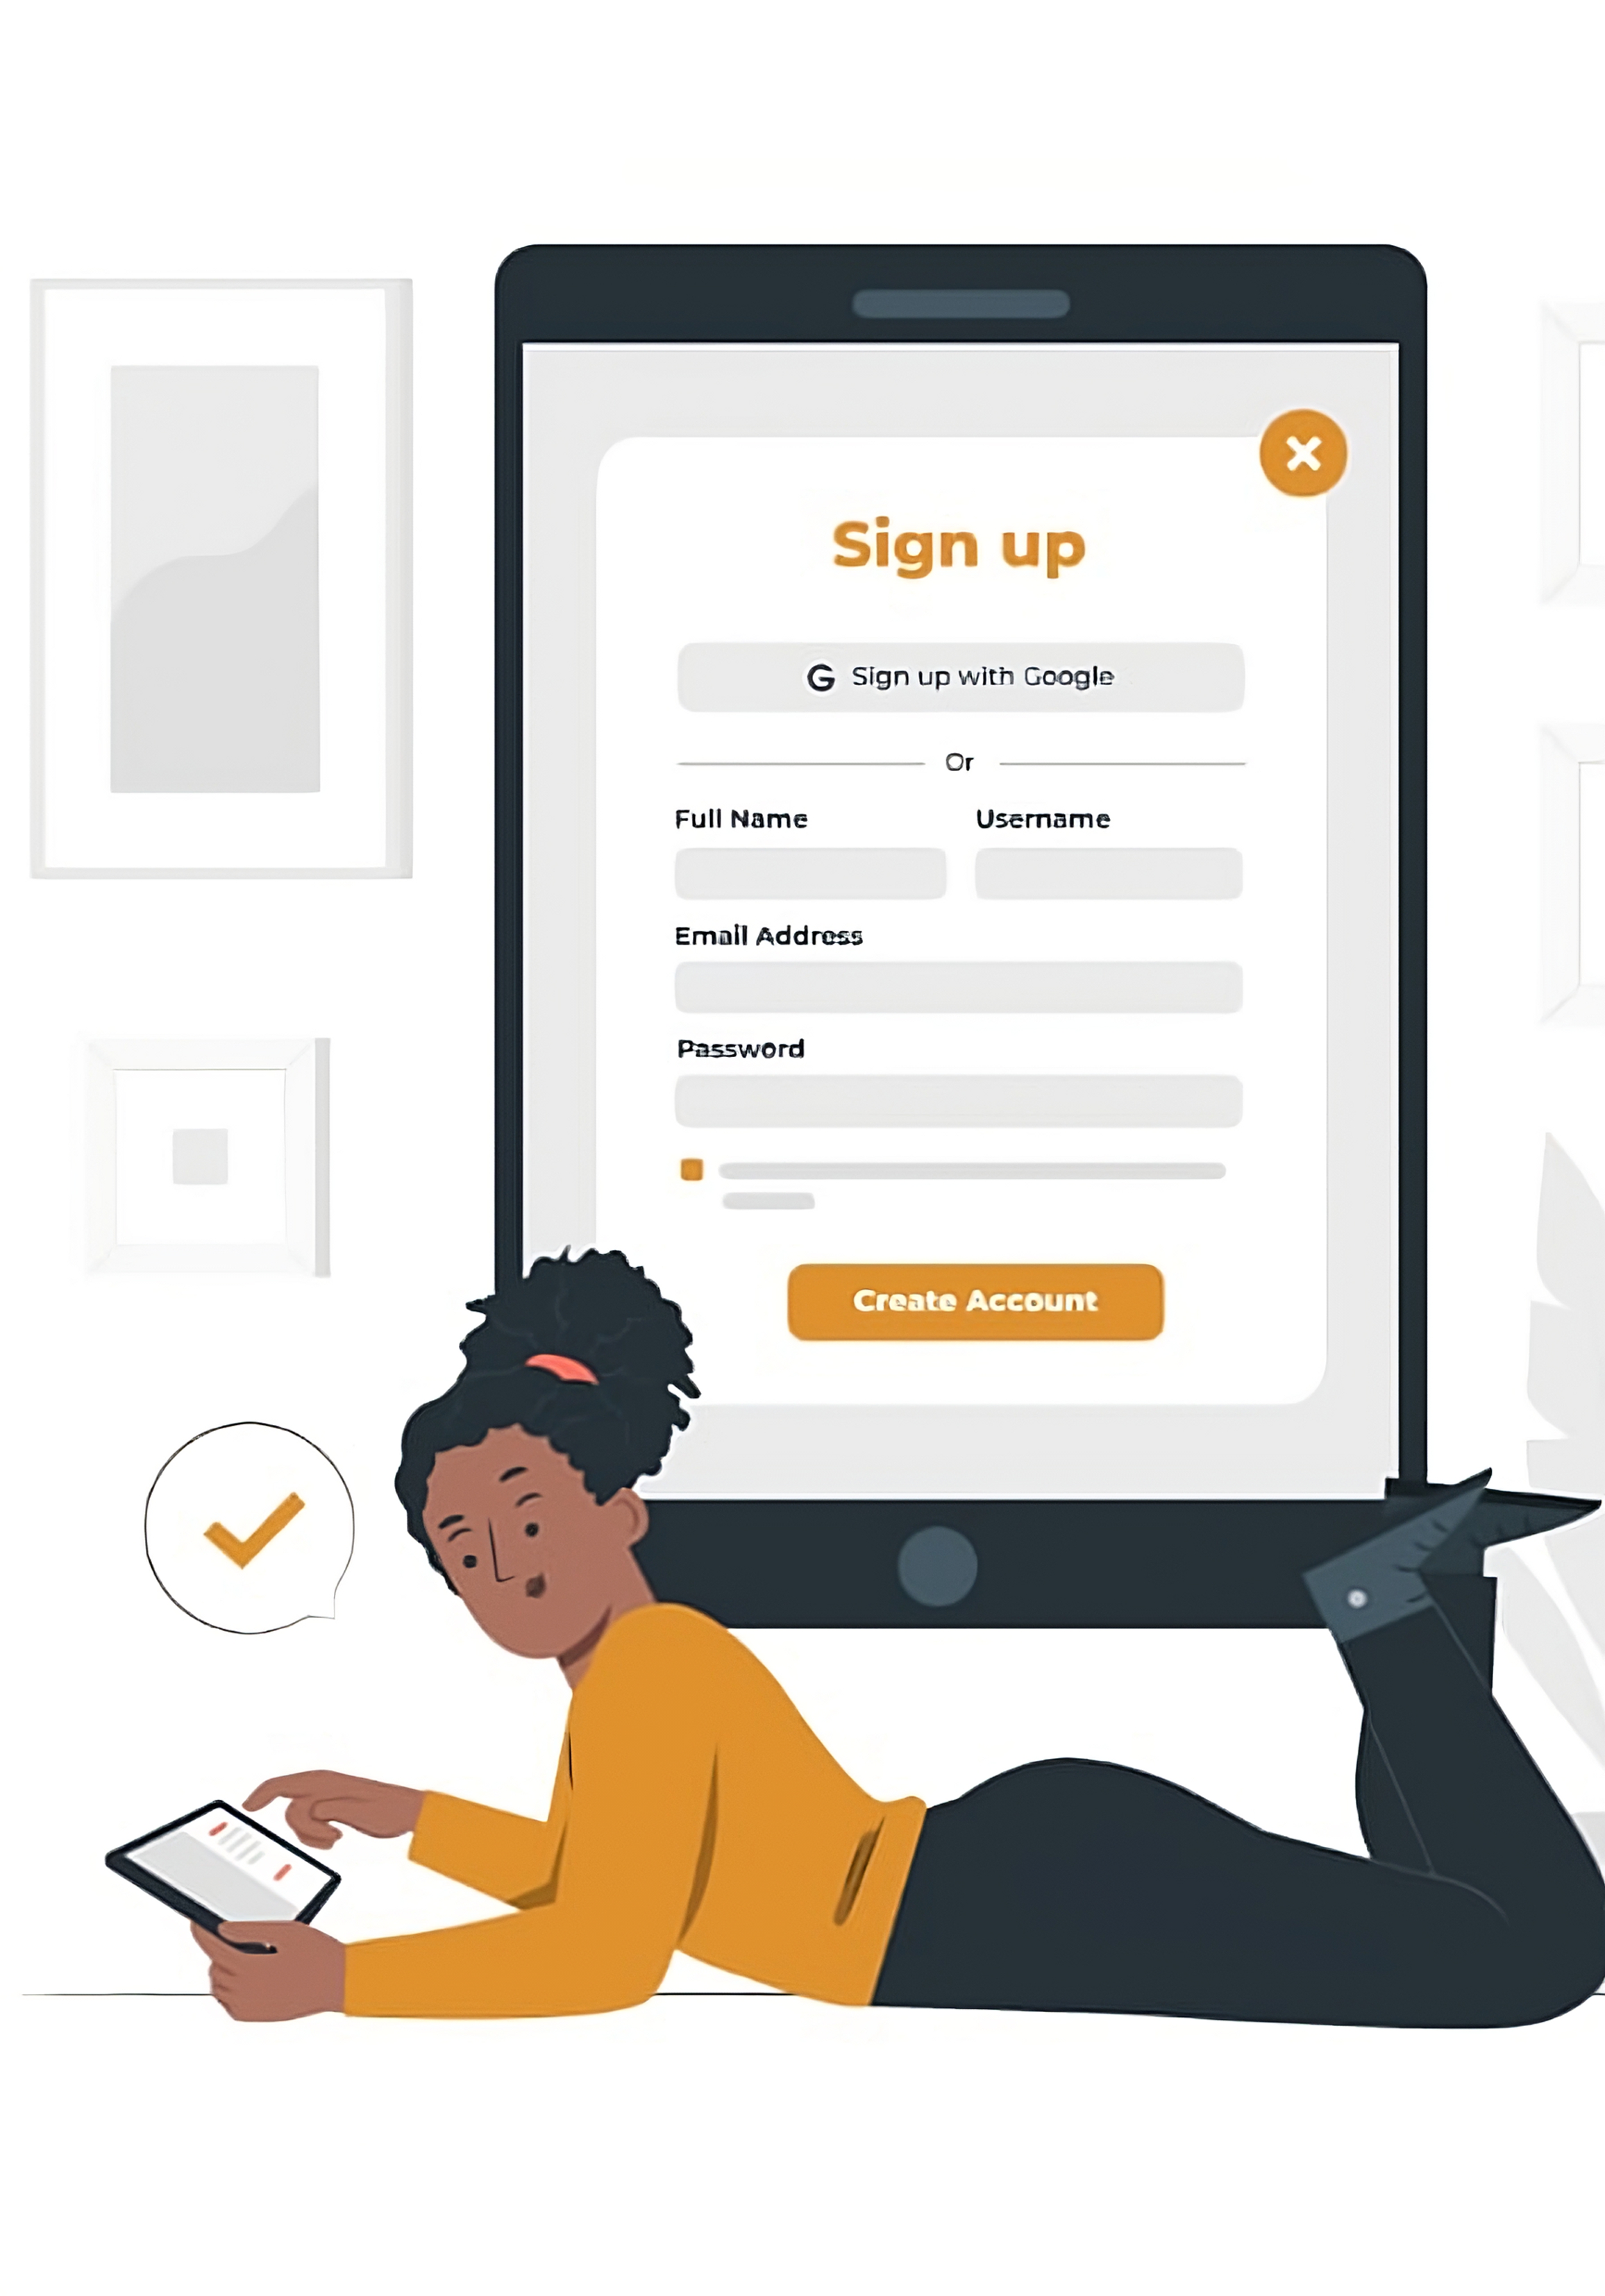 Sign up
G Sign up with Google
Or
Full Name Username
Email Address
Password
Create Account